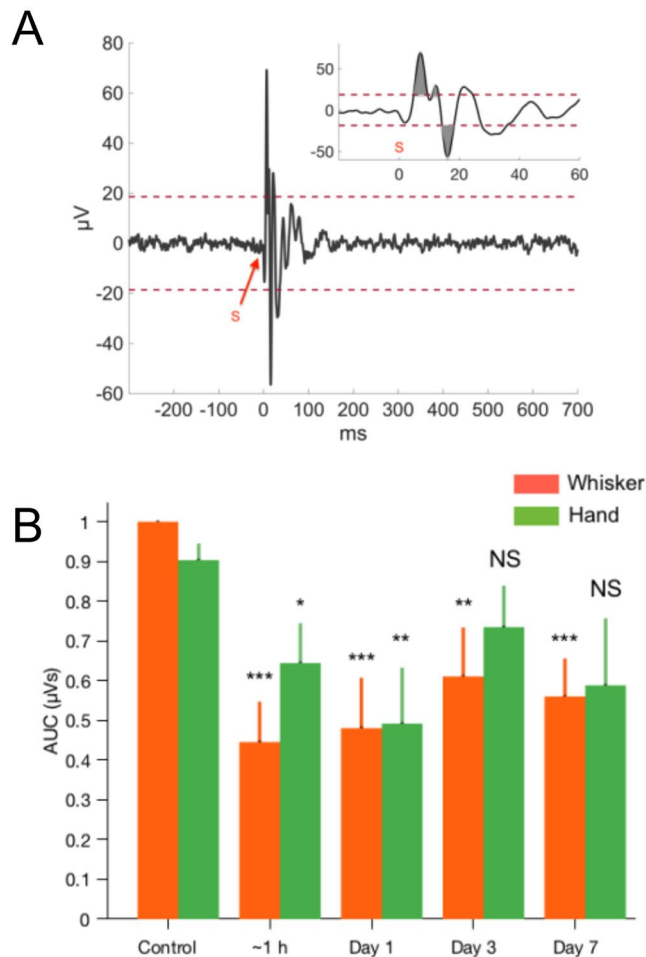 A
80
60
40
20
0
-20
-40
-60
µV
-200 -100 0 100 200 300 400 500 600 700
ms
S
50
0
-50
S
0 20 40 60
B
Whisker
Hand
1
0.9
0.8
0.7
0.6
0.5
0.4
0.3
0.2
0.1
0
AUC (µVs)
***
*
***
**
**
NS
***
NS
Control ~1 h Day 1 Day 3 Day 7